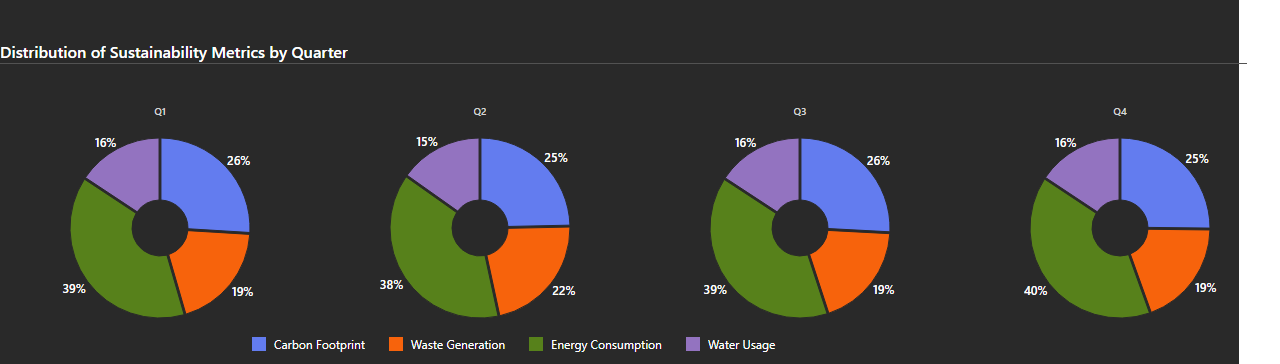 Distribution of Sustainability Metrics by Quarter
Q1
16%
26%
39%
19%
Q2
15%
25%
38%
22%
Q3
16%
26%
39%
19%
Q4
16%
25%
40%
19%
Carbon Footprint
Waste Generation
Energy Consumption
Water Usage